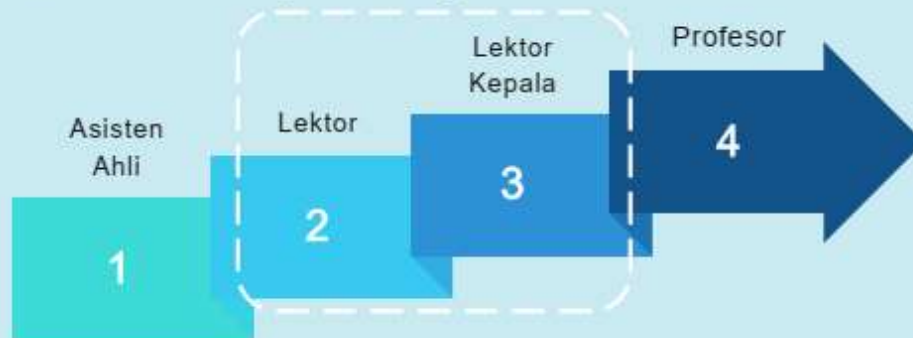 Asisten
Ahli
1
Lektor
2
Lektor
Kepala
3
Profesor
4